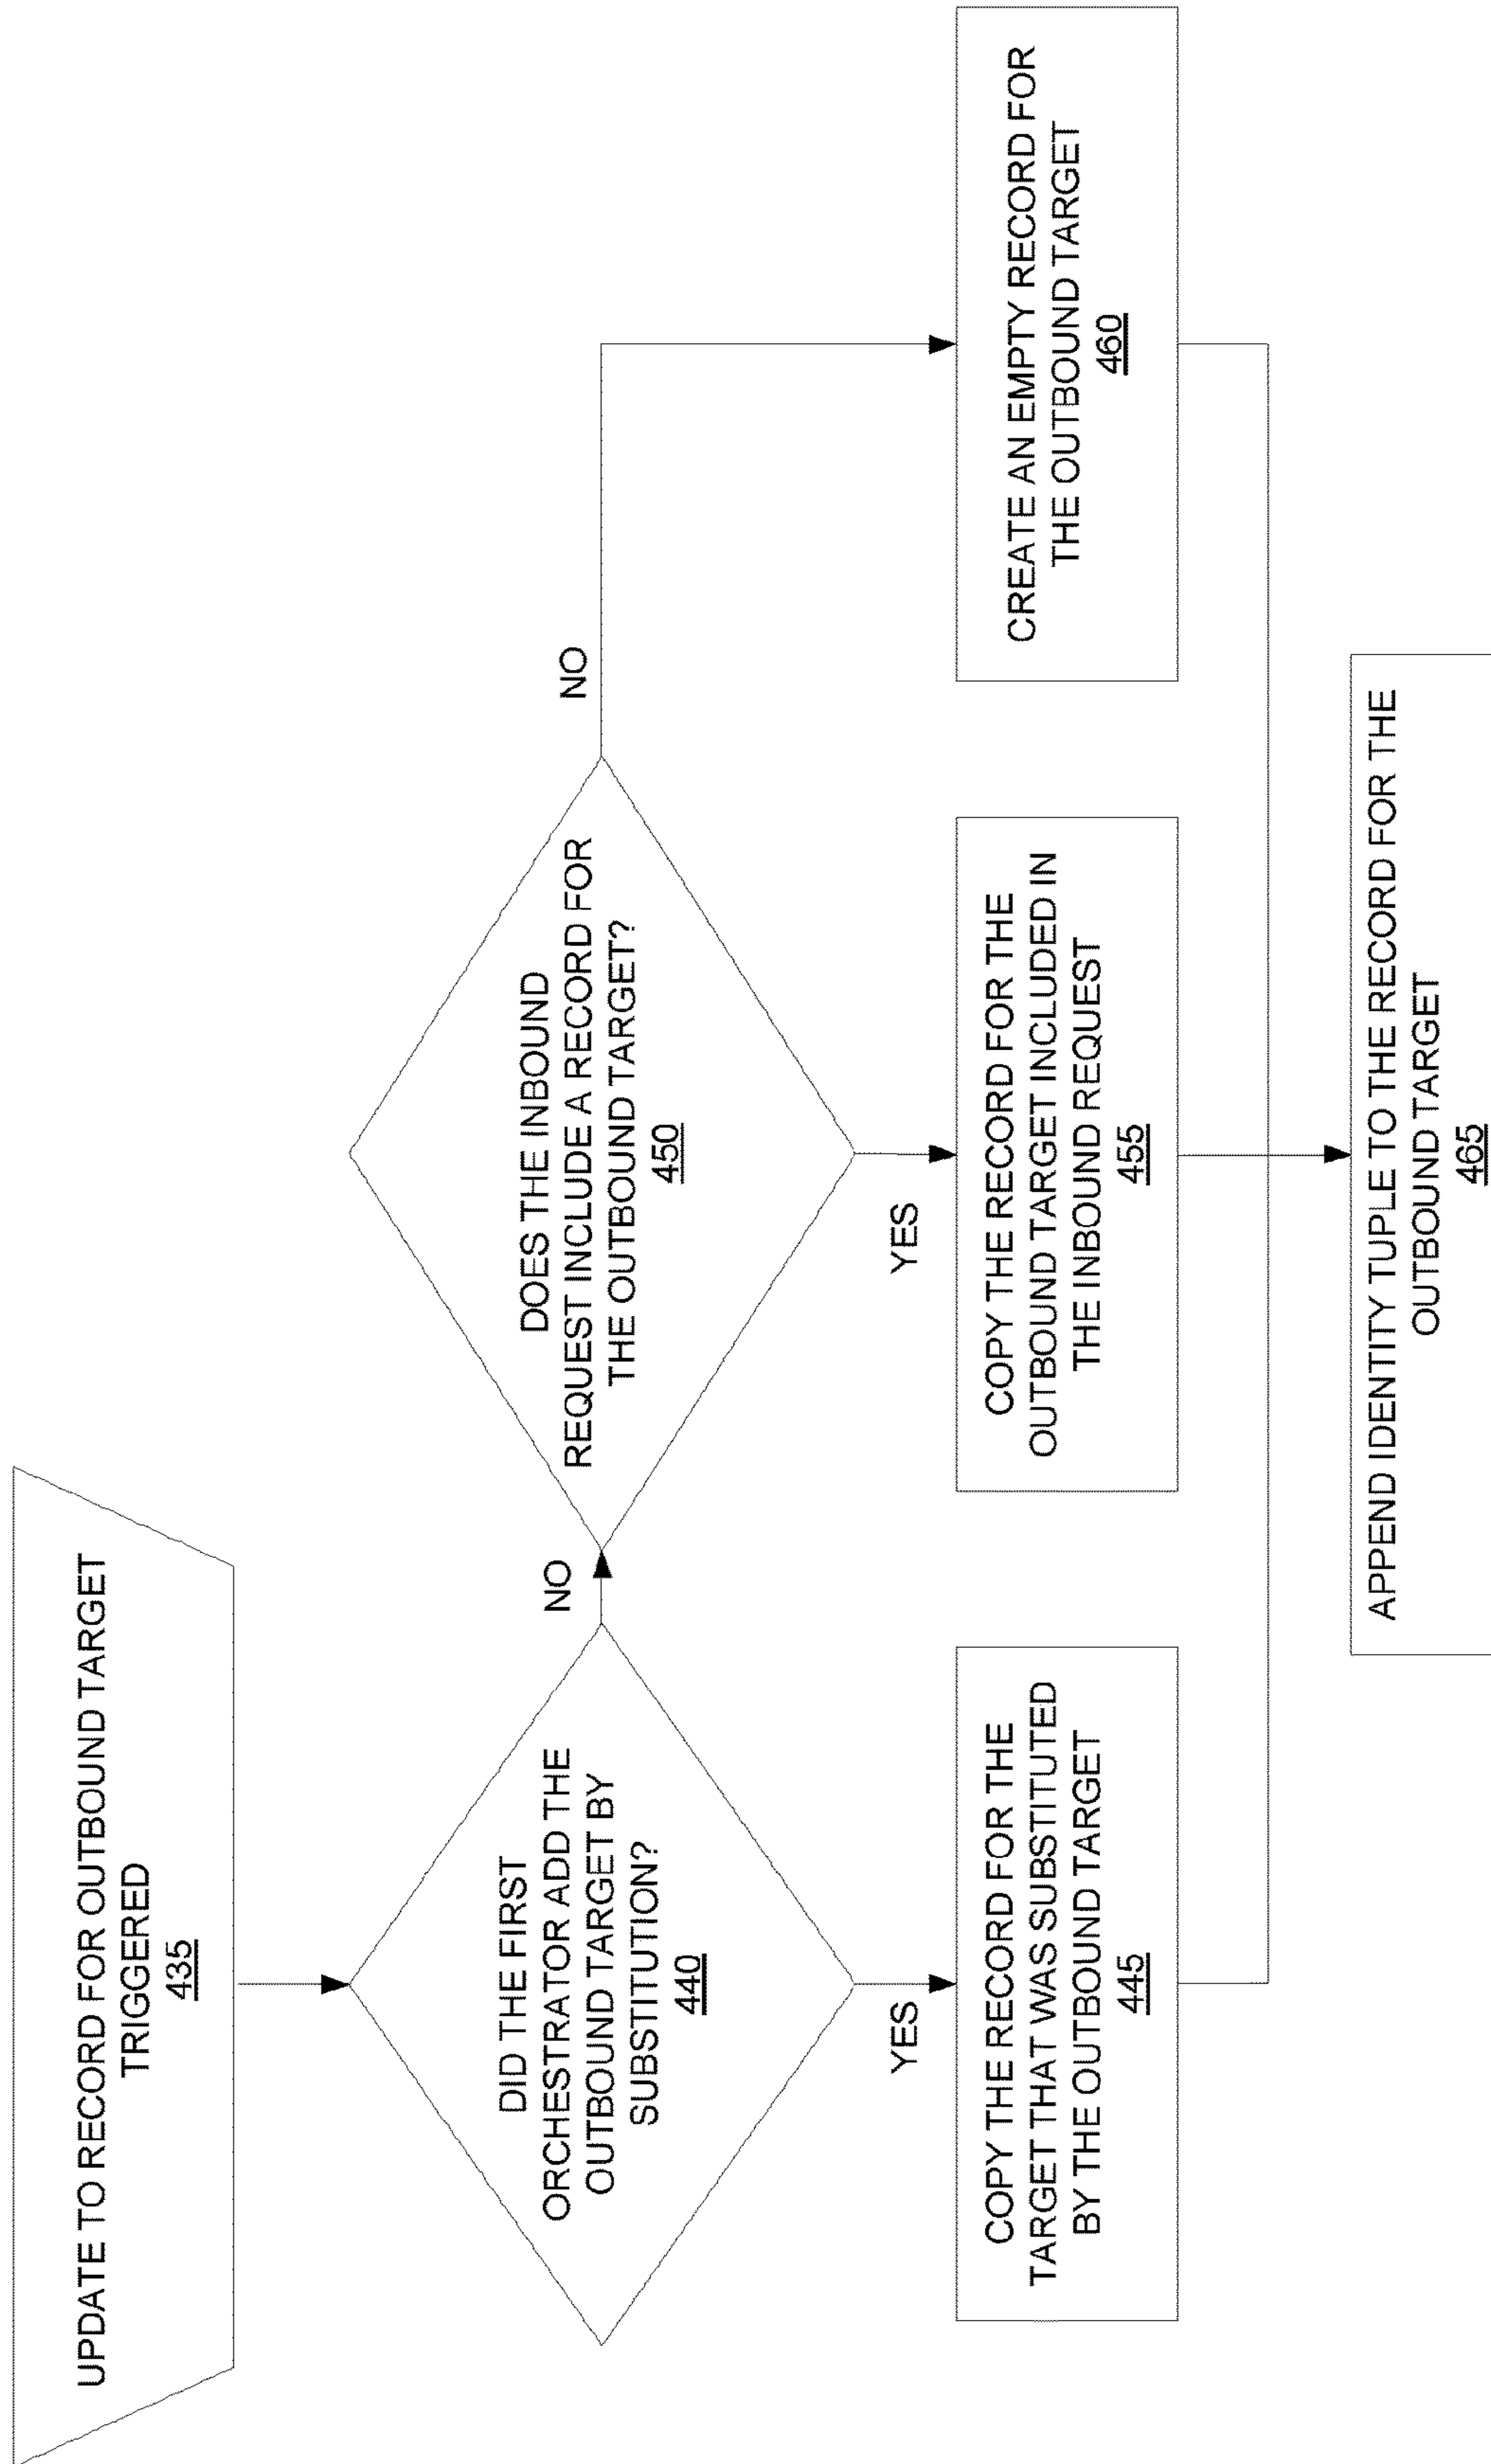 UPDATE TO RECORD FOR OUTBOUND TARGET
TRIGGERED
435
DID THE FIRST
ORCHESTRATOR ADD THE
OUTBOUND TARGET BY
SUBSTITUTION?
440
NO
YES
DOES THE INBOUND
REQUEST INCLUDE A RECORD FOR
THE OUTBOUND TARGET?
450
NO
YES
COPY THE RECORD FOR THE
TARGET THAT WAS SUBSTITUTED
BY THE OUTBOUND TARGET
445
COPY THE RECORD FOR THE
OUTBOUND TARGET INCLUDED IN
THE INBOUND REQUEST
455
CREATE AN EMPTY RECORD FOR
THE OUTBOUND TARGET
460
APPEND IDENTITY TUPLE TO THE RECORD FOR THE
OUTBOUND TARGET
465